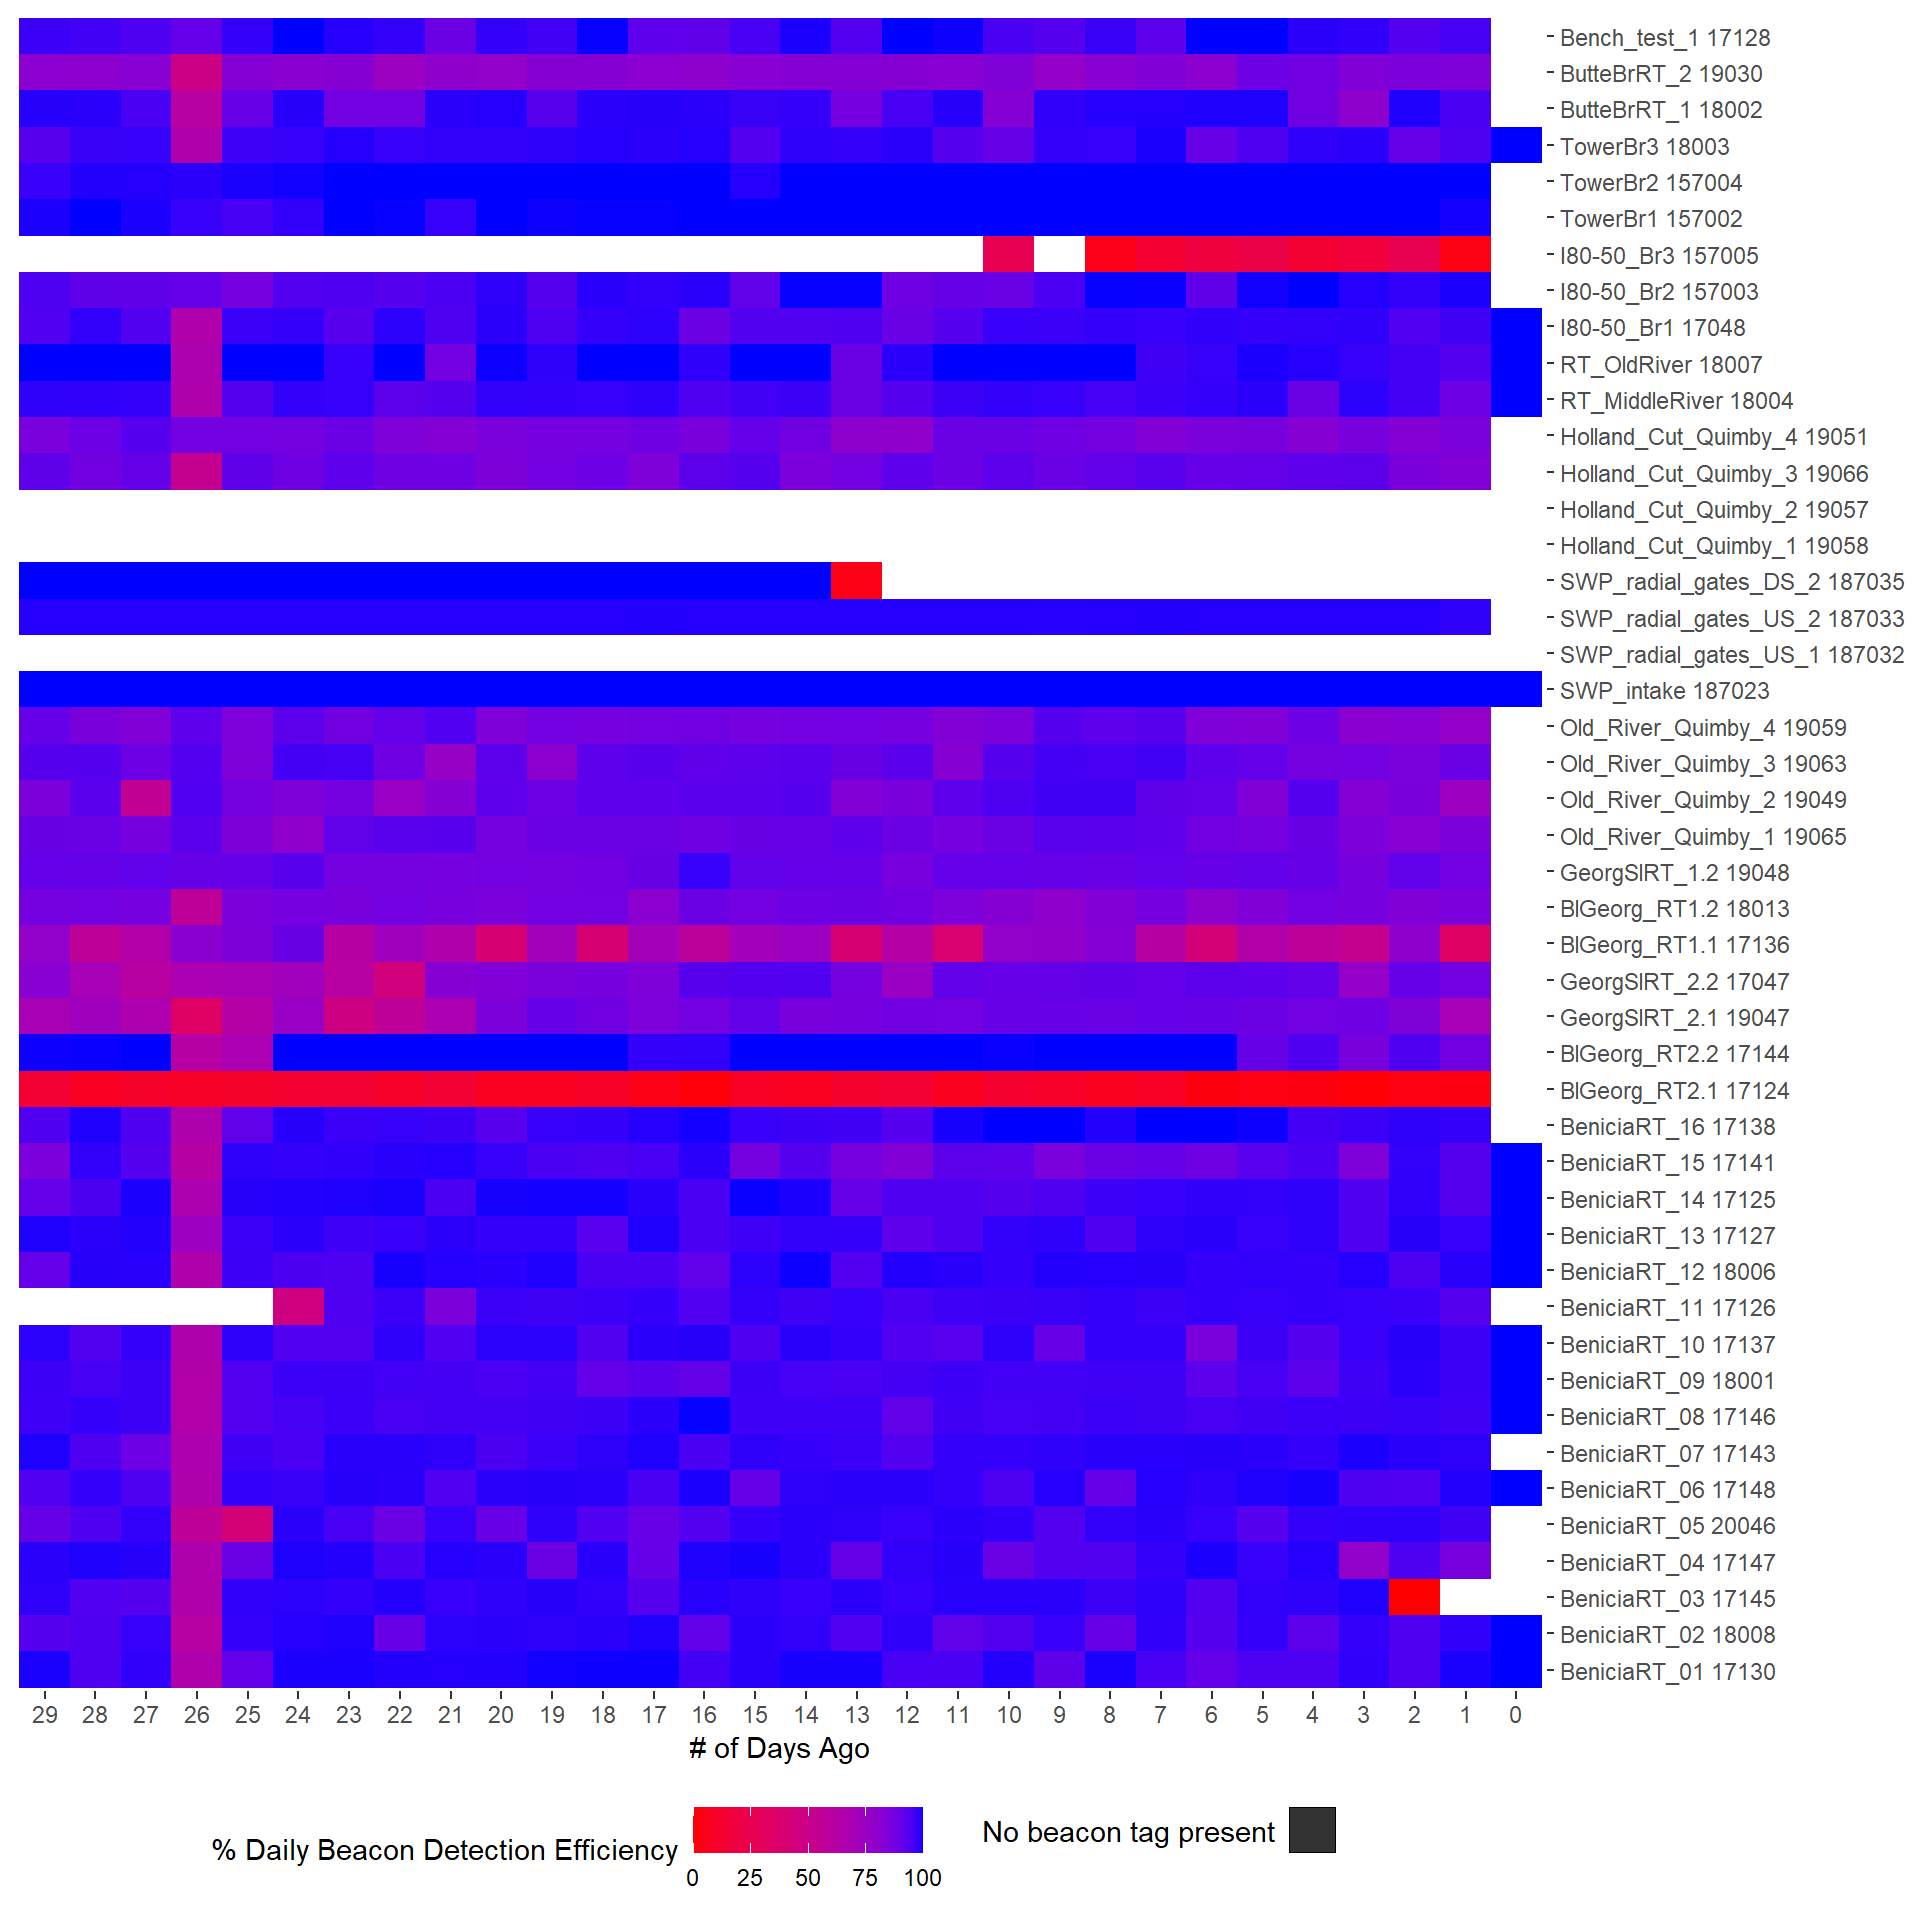 Bench_test_1 17128
ButteBrRT_2 19030
ButteBrRT_1 18002
TowerBr3 18003
TowerBr2 157004
TowerBr1 157002
I80-50_Br3 157005
I80-50_Br2 157003
I80-50_Br1 17048
RT_OldRiver 18007
RT_MiddleRiver 18004
Holland_Cut_Quimby_4 19051
Holland_Cut_Quimby_3 19066
Holland_Cut_Quimby_2 19057
Holland_Cut_Quimby_1 19058
SWP_radial_gates_DS_2 187035
SWP_radial_gates_US_2 187033
SWP_radial_gates_US_1 187032
SWP_intake 187023
Old_River_Quimby_4 19059
Old_River_Quimby_3 19063
Old_River_Quimby_2 19049
Old_River_Quimby_1 19065
GeorgSlRT_1.2 19048
BlGeorg_RT1.2 18013
BlGeorg_RT1.1 17136
GeorgSlRT_2.2 17047
GeorgSlRT_2.1 19047
BlGeorg_RT2.2 17144
BlGeorg_RT2.1 17124
BeniciaRT_16 17138
BeniciaRT_15 17141
BeniciaRT_14 17125
BeniciaRT_13 17127
BeniciaRT_12 18006
BeniciaRT_11 17126
BeniciaRT_10 17137
BeniciaRT_09 18001
BeniciaRT_08 17146
BeniciaRT_07 17143
BeniciaRT_06 17148
BeniciaRT_05 20046
BeniciaRT_04 17147
BeniciaRT_03 17145
BeniciaRT_02 18008
BeniciaRT_01 17130
29 28 27 26 25 24 23 22 21 20 19 18 17 16 15 14 13 12 11 10 9 8 7 6 5 4 3 2 1 0
# of Days Ago
% Daily Beacon Detection Efficiency
0 25 50 75 100
No beacon tag present